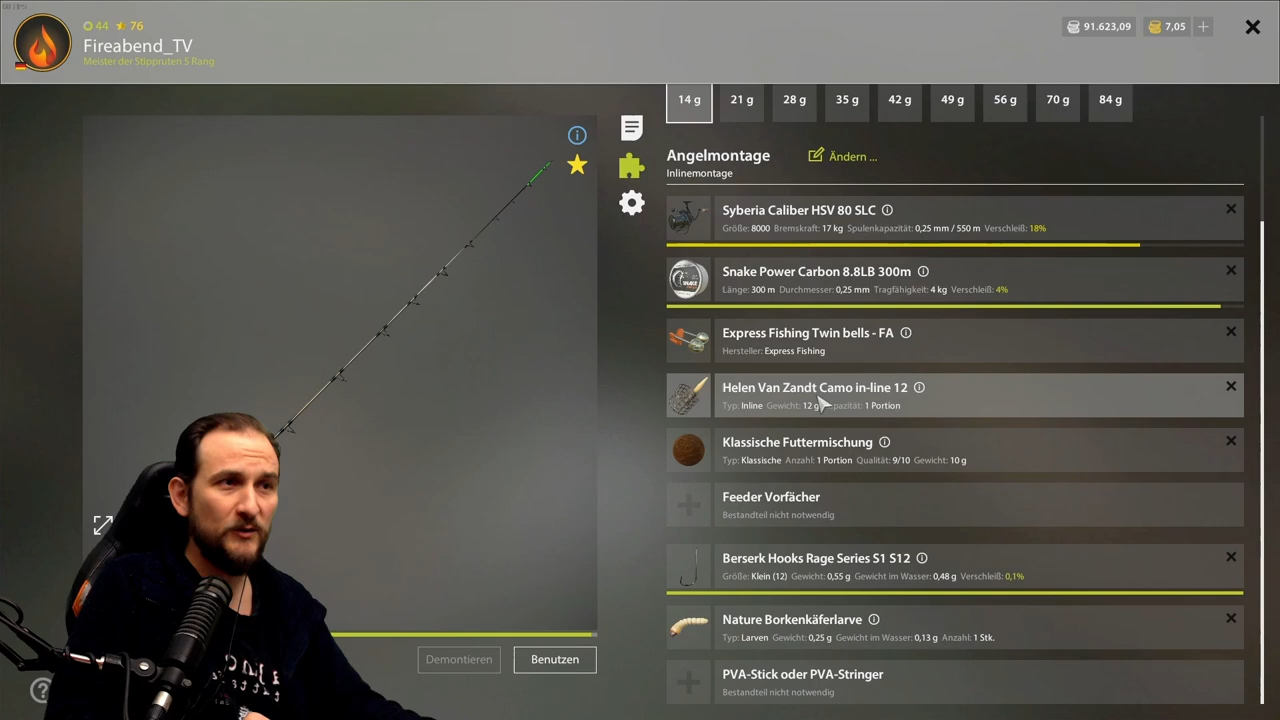 44 76
Fireabend_TV
Meister der Stippruten 5 Rang
91.623,09
7,05
14 g
21 g
28 g
35 g
42 g
49 g
56 g
70 g
84 g
Angelmontage
Ändern ...
Inlinemontage
Syberia Caliber HSV 80 SLC
Größe: 8000 Bremskraft: 17 kg Spulenkapazität: 0,25 mm / 550 m Verschleiß: 18%
Snake Power Carbon 8.8LB 300m
Länge: 300 m Durchmesser: 0,25 mm Tragfähigkeit: 4 kg Verschleiß: 4%
Express Fishing Twin bells - FA
Hersteller: Express Fishing
Helen Van Zandt Camo in-line 12
Typ: Inline Gewicht: 12 g 1 Portion
Klassische Futtermischung
Typ: Klassische Anzahl: 1 Portion Qualität: 9/10 Gewicht: 10 g
Feeder Vorfächer
Bestandteil nicht notwendig
Berserk Hooks Rage Series S1 S12
Größe: Klein (12) Gewicht: 0,55 g Gewicht im Wasser: 0,48 g Verschleiß: 0,1%
Nature Borkenkäferlarve
Typ: Larven Gewicht: 0,25 g Gewicht im Wasser: 0,13 g Anzahl: 1 Stk.
PVA-Stick oder PVA-Stringer
Bestandteil nicht notwendig
Demontieren
Benutzen